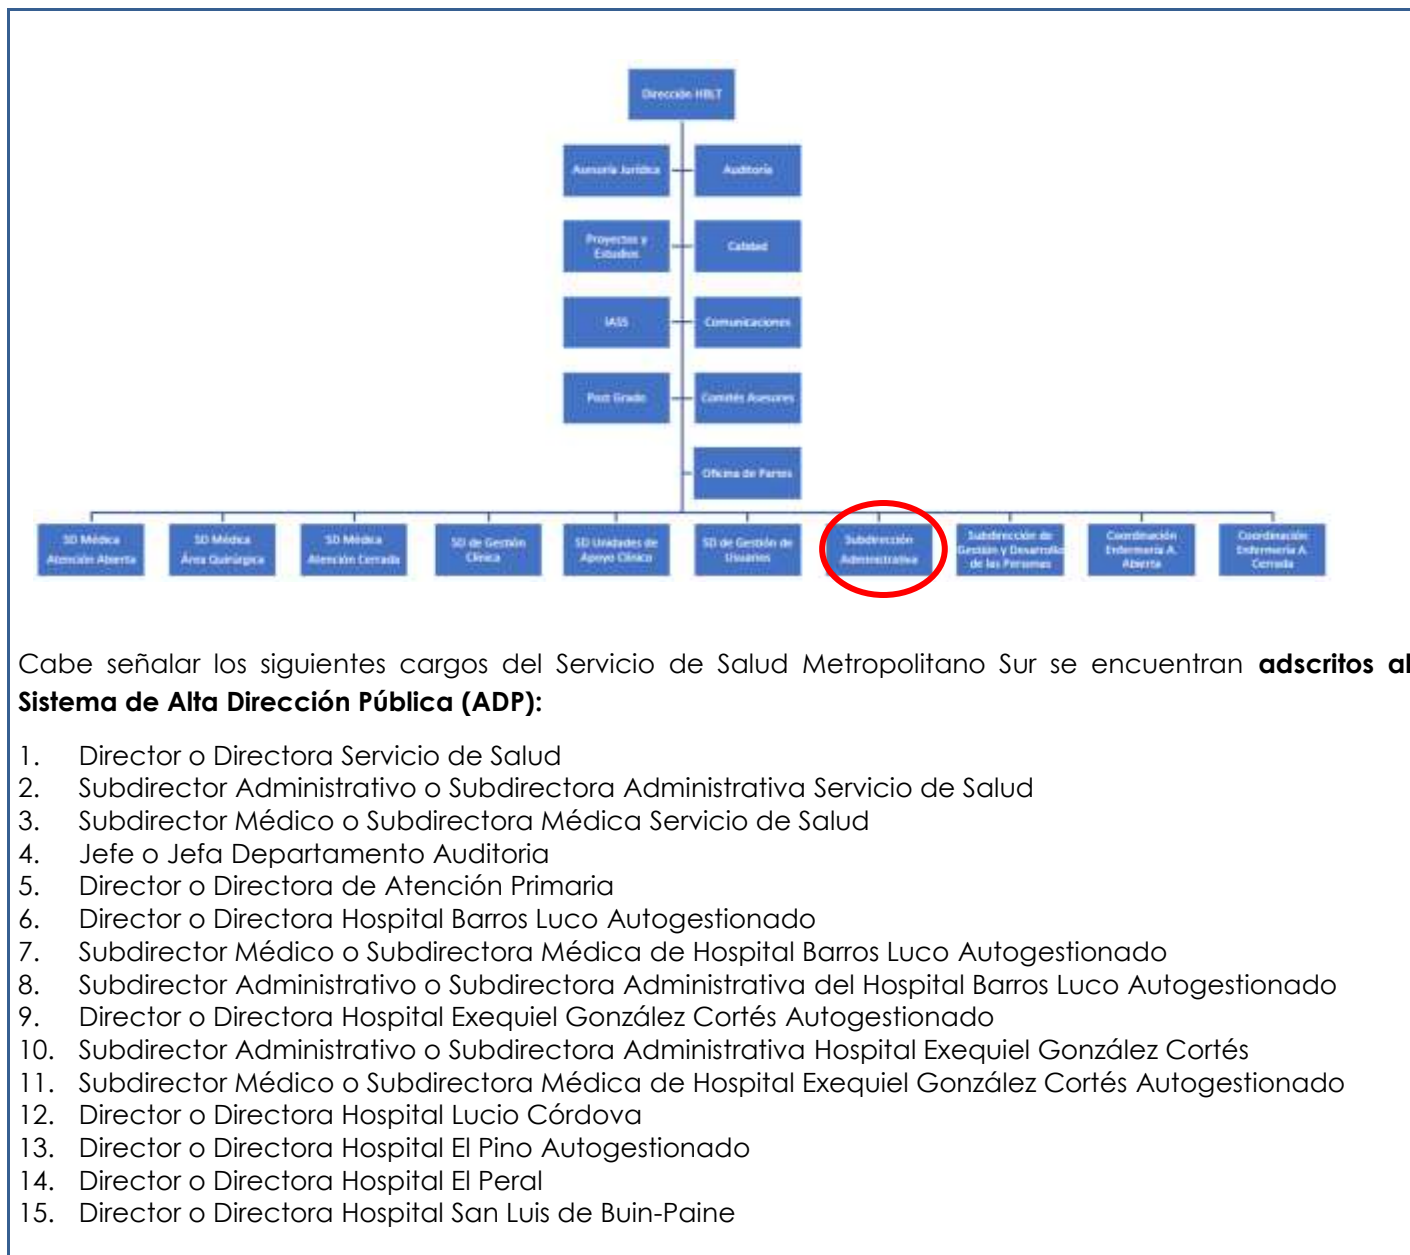 Dirección HBLT
Asesoría Jurídica
Auditoría
Proyectos y
Estudios
Calidad
IASS
Comunicaciones
Post Grado
Comités Asesores
Oficina de Partes
SD Médica
Atención Abierta
SD Médica
Área Quirúrgica
SD Médica
Atención Cerrada
SD de Gestión
Clínica
SD Unidades de
Apoyo Clínico
SD de Gestión de
Usuarios
Subdirección
Administrativa
Subdirección de
Gestión y Desarrollo
de las Personas
Coordinación
Enfermería A.
Abierta
Coordinación
Enfermería A.
Cerrada
Cabe señalar los siguientes cargos del Servicio de Salud Metropolitano Sur se encuentran adscritos al
Sistema de Alta Dirección Pública (ADP):
1. Director o Directora Servicio de Salud
2. Subdirector Administrativo o Subdirectora Administrativa Servicio de Salud
3. Subdirector Médico o Subdirectora Médica Servicio de Salud
4. Jefe o Jefa Departamento Auditoria
5. Director o Directora de Atención Primaria
6. Director o Directora Hospital Barros Luco Autogestionado
7. Subdirector Médico o Subdirectora Médica de Hospital Barros Luco Autogestionado
8. Subdirector Administrativo o Subdirectora Administrativa del Hospital Barros Luco Autogestionado
9. Director o Directora Hospital Exequiel González Cortés Autogestionado
10. Subdirector Administrativo o Subdirectora Administrativa Hospital Exequiel González Cortés
11. Subdirector Médico o Subdirectora Médica de Hospital Exequiel González Cortés Autogestionado
12. Director o Directora Hospital Lucio Córdova
13. Director o Directora Hospital El Pino Autogestionado
14. Director o Directora Hospital El Peral
15. Director o Directora Hospital San Luis de Buin-Paine